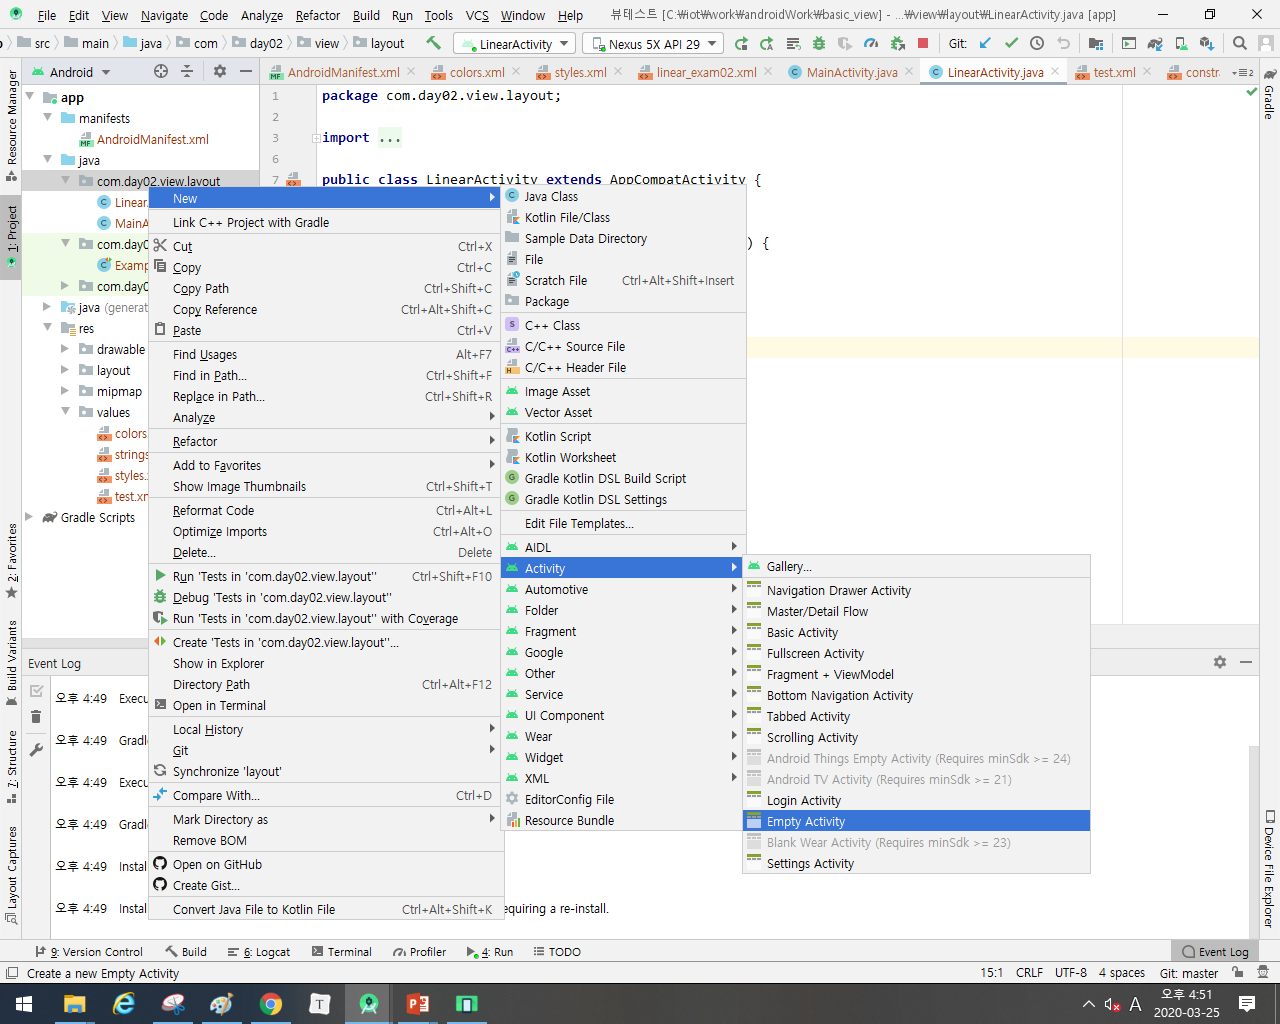 File Edit View Navigate Code Analyze Refactor Build Run Tools VCS Window Help 뷰테스트 [C:₩iot₩work₩androidWork₩basic_view] - ...₩view₩layout₩LinearActivity.java [app]
src main java com day02 view layout LinearActivity Nexus 5X API 29 Git:
Android AndroidManifest.xml colors.xml styles.xml linear_exam02.xml MainActivity.java LinearActivity.java test.xml constr
Resource Manager
1: Project
2: Favorites
Build Variants
7: Structure
Layout Captures
Gradle
Device File Explorer
app
manifests
AndroidManifest.xml
java
com.day02.view.layout
Linear
MainA
com.day0
Examp
com.day0
java (generat
res
drawable
layout
mipmap
values
colors
strings
styles.
test.xn
Gradle Scripts
1 package com.day02.view.layout;
2
3 import ...
6
7 public class LinearActivity extends AppCompatActivity {
) {
New
Link C++ Project with Gradle
Cut Ctrl+X
Copy Ctrl+C
Copy Path Ctrl+Shift+C
Copy Reference Ctrl+Alt+Shift+C
Paste Ctrl+V
Find Usages Alt+F7
Find in Path... Ctrl+Shift+F
Replace in Path... Ctrl+Shift+R
Analyze
Refactor
Add to Favorites
Show Image Thumbnails Ctrl+Shift+T
Reformat Code Ctrl+Alt+L
Optimize Imports Ctrl+Alt+O
Delete... Delete
Run 'Tests in 'com.day02.view.layout'' Ctrl+Shift+F10
Debug 'Tests in 'com.day02.view.layout''
Run 'Tests in 'com.day02.view.layout'' with Coverage
Create 'Tests in 'com.day02.view.layout''...
Show in Explorer
Directory Path Ctrl+Alt+F12
Open in Terminal
Local History
Git
Synchronize 'layout'
Compare With... Ctrl+D
Mark Directory as
Remove BOM
Open on GitHub
Create Gist...
Convert Java File to Kotlin File Ctrl+Alt+Shift+K
Java Class
Kotlin File/Class
Sample Data Directory
File
Scratch File Ctrl+Alt+Shift+Insert
Package
C++ Class
C/C++ Source File
C/C++ Header File
Image Asset
Vector Asset
Kotlin Script
Kotlin Worksheet
Gradle Kotlin DSL Build Script
Gradle Kotlin DSL Settings
Edit File Templates...
AIDL
Activity
Automotive
Folder
Fragment
Google
Other
Service
UI Component
Wear
Widget
XML
EditorConfig File
Resource Bundle
Gallery...
Navigation Drawer Activity
Master/Detail Flow
Basic Activity
Fullscreen Activity
Fragment + ViewModel
Bottom Navigation Activity
Tabbed Activity
Scrolling Activity
Android Things Empty Activity (Requires minSdk >= 24)
Android TV Activity (Requires minSdk >= 21)
Login Activity
Empty Activity
Blank Wear Activity (Requires minSdk >= 23)
Settings Activity
Event Log
오후 4:49 Execu
오후 4:49 Gradl
오후 4:49 Execu
오후 4:49 Gradl
오후 4:49 Instal
오후 4:49 Instal equiring a re-install.
9: Version Control Build 6: Logcat Terminal Profiler 4: Run TODO Event Log
Create a new Empty Activity 15:1 CRLF UTF-8 4 spaces Git: master
A 오후 4:51
2020-03-25